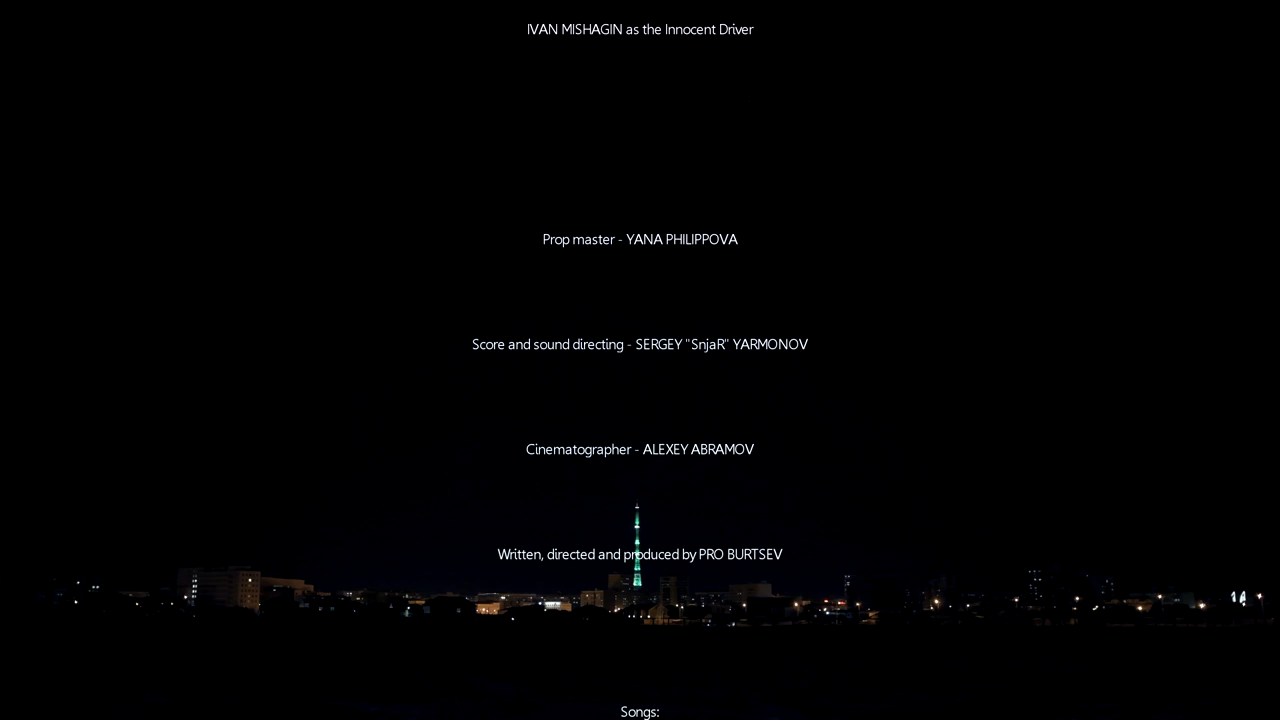 IVAN MISHAGIN as the Innocent Driver
Prop master - YANA PHILIPPOVA
Score and sound directing - SERGEY "SnjaR" YARMONOV
Cinematographer - ALEXEY ABRAMOV
Written, directed and produced by PRO BURTSEV
Songs: